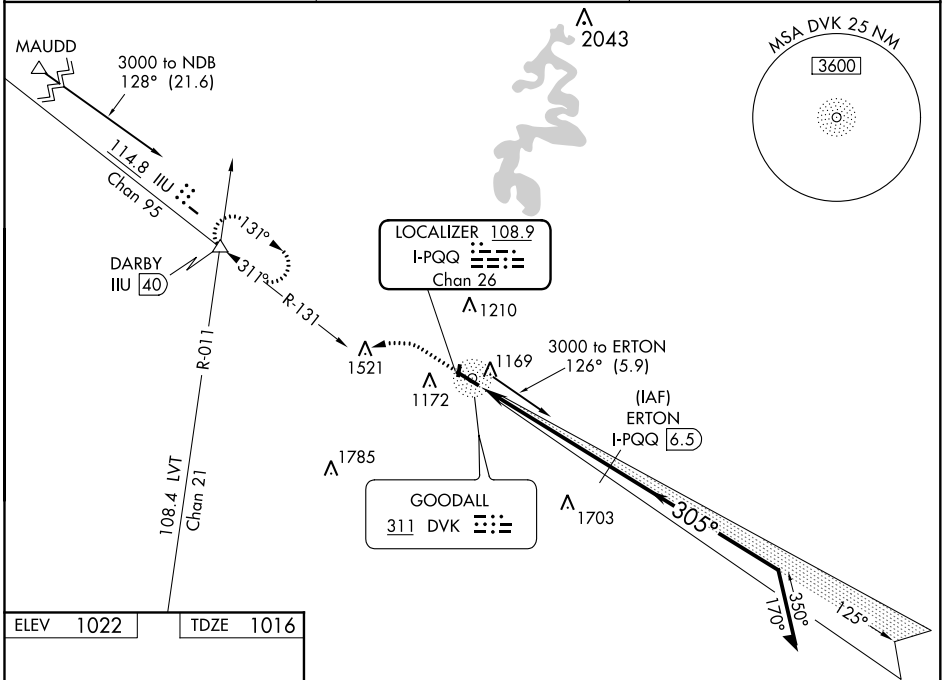 MAUDD
3000 to NDB
128° (21.6)
2043
MSA DVK 25 NM
3600
114.8 IIU
Chan 95
131°
311°
DARBY
IIU 40
R-131
R-011
LOCALIZER 108.9
I-PQQ
Chan 26
1210
1521
1172
1169
3000 to ERTON
126° (5.9)
(IAF)
ERTON
I-PQQ 6.5
1785
GOODALL
311 DVK
1703
305°
350°
170°
125°
108.4 LVT
Chan 21
ELEV 1022
TDZE 1016